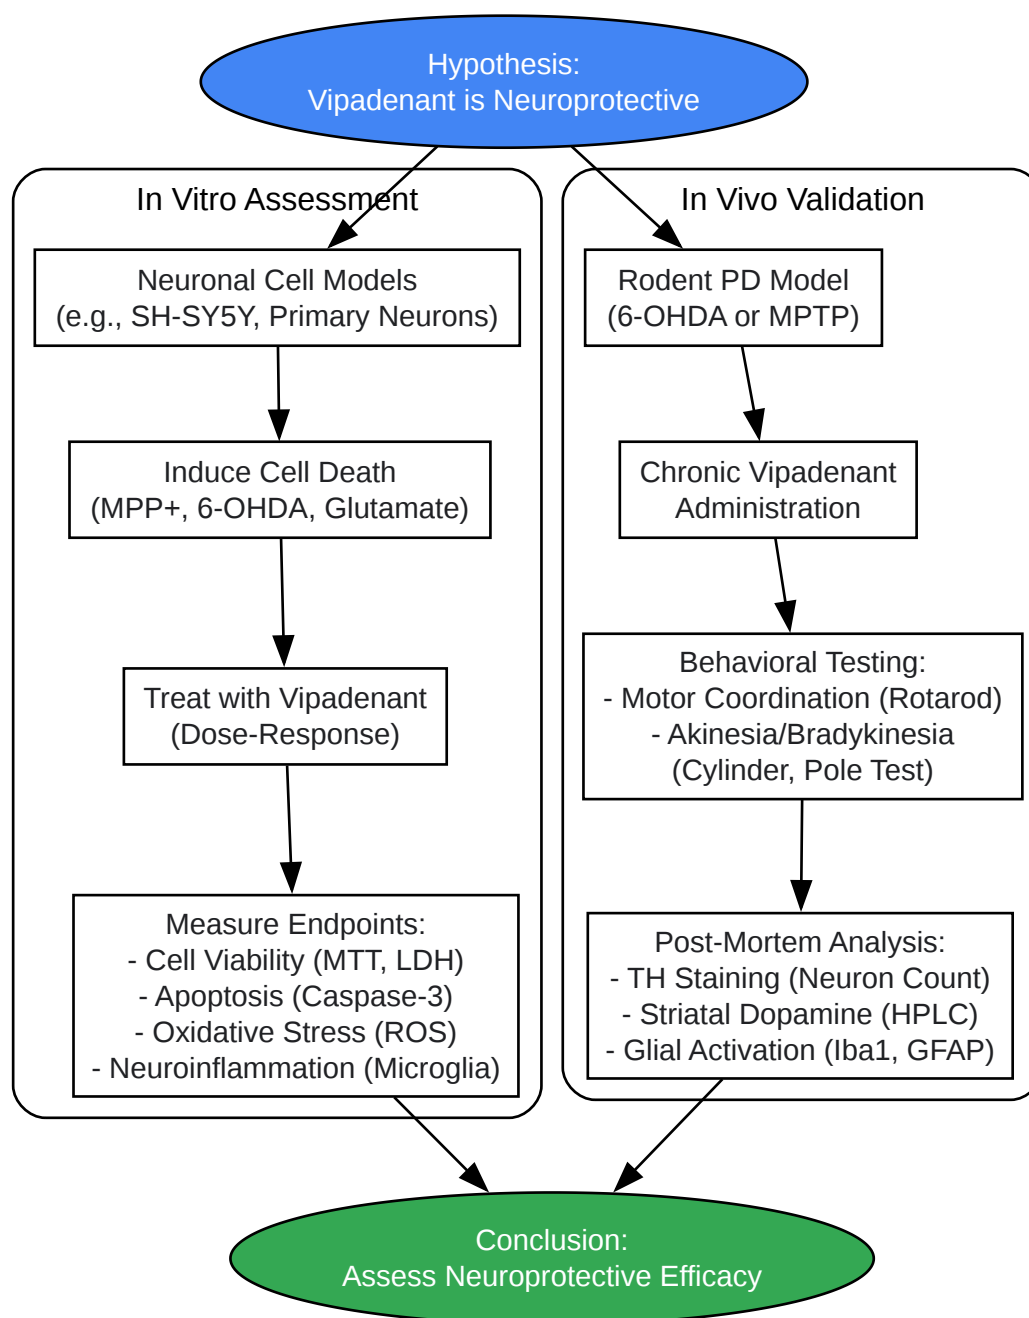 Hypothesis:
Vipadenant is Neuroprotective
In Vitro Assessment
Neuronal Cell Models
(e.g., SH-SY5Y, Primary Neurons)
Induce Cell Death
(MPP+, 6-OHDA, Glutamate)
Treat with Vipadenant
(Dose-Response)
Measure Endpoints:
- Cell Viability (MTT, LDH)
- Apoptosis (Caspase-3)
- Oxidative Stress (ROS)
- Neuroinflammation (Microglia)
In Vivo Validation
Rodent PD Model
(6-OHDA or MPTP)
Chronic Vipadenant
Administration
Behavioral Testing:
- Motor Coordination (Rotarod)
- Akinesia/Bradykinesia
(Cylinder, Pole Test)
Post-Mortem Analysis:
- TH Staining (Neuron Count)
- Striatal Dopamine (HPLC)
- Glial Activation (Iba1, GFAP)
Conclusion:
Assess Neuroprotective Efficacy